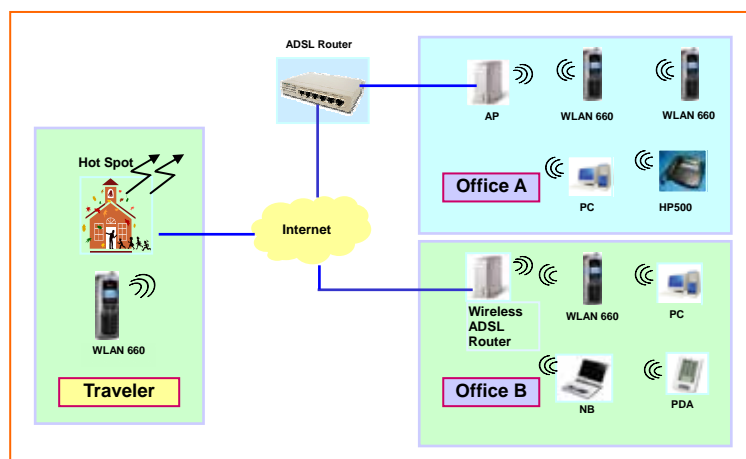 ADSL Router
AP
WLAN 660
WLAN 660
Office A
PC
HP500
Hot Spot
4
WLAN 660
Traveler
Internet
Wireless
ADSL
Router
WLAN 660
PC
Office B
NB
PDA